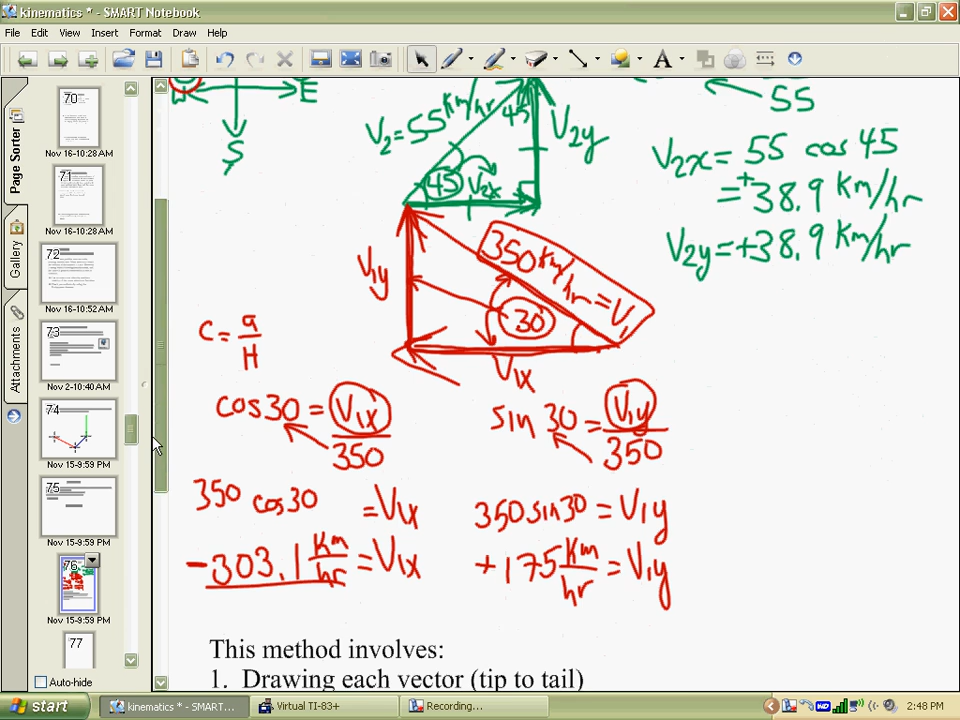 kinematics * - SMART Notebook
File Edit View Insert Format Draw Help
Page Sorter
Gallery
Attachments
70
Nov 16-10:28 AM
71
Nov 16-10:28 AM
72
Nov 16-10:52 AM
73
Nov 2-10:40 AM
74
Nov 15-9:59 PM
75
Nov 15-9:59 PM
76
Nov 15-9:59 PM
77
Auto-hide
E
S
V2 = 55 km/hr
45
V2y
45
V2x
55
V2x = 55 cos 45
= +38.9 km/hr
V2y = +38.9 km/hr
V1y
350 km/hr = V1
30
V1x
C = a/H
cos30 = V1x/350
sin 30 = V1y/350
350 cos30 = V1x
350 sin30 = V1y
-303.1 km/hr = V1x
+175 km/hr = V1y
This method involves:
1. Drawing each vector (tip to tail)
start
kinematics * - SMART...
Virtual TI-83+
Recording...
2:48 PM